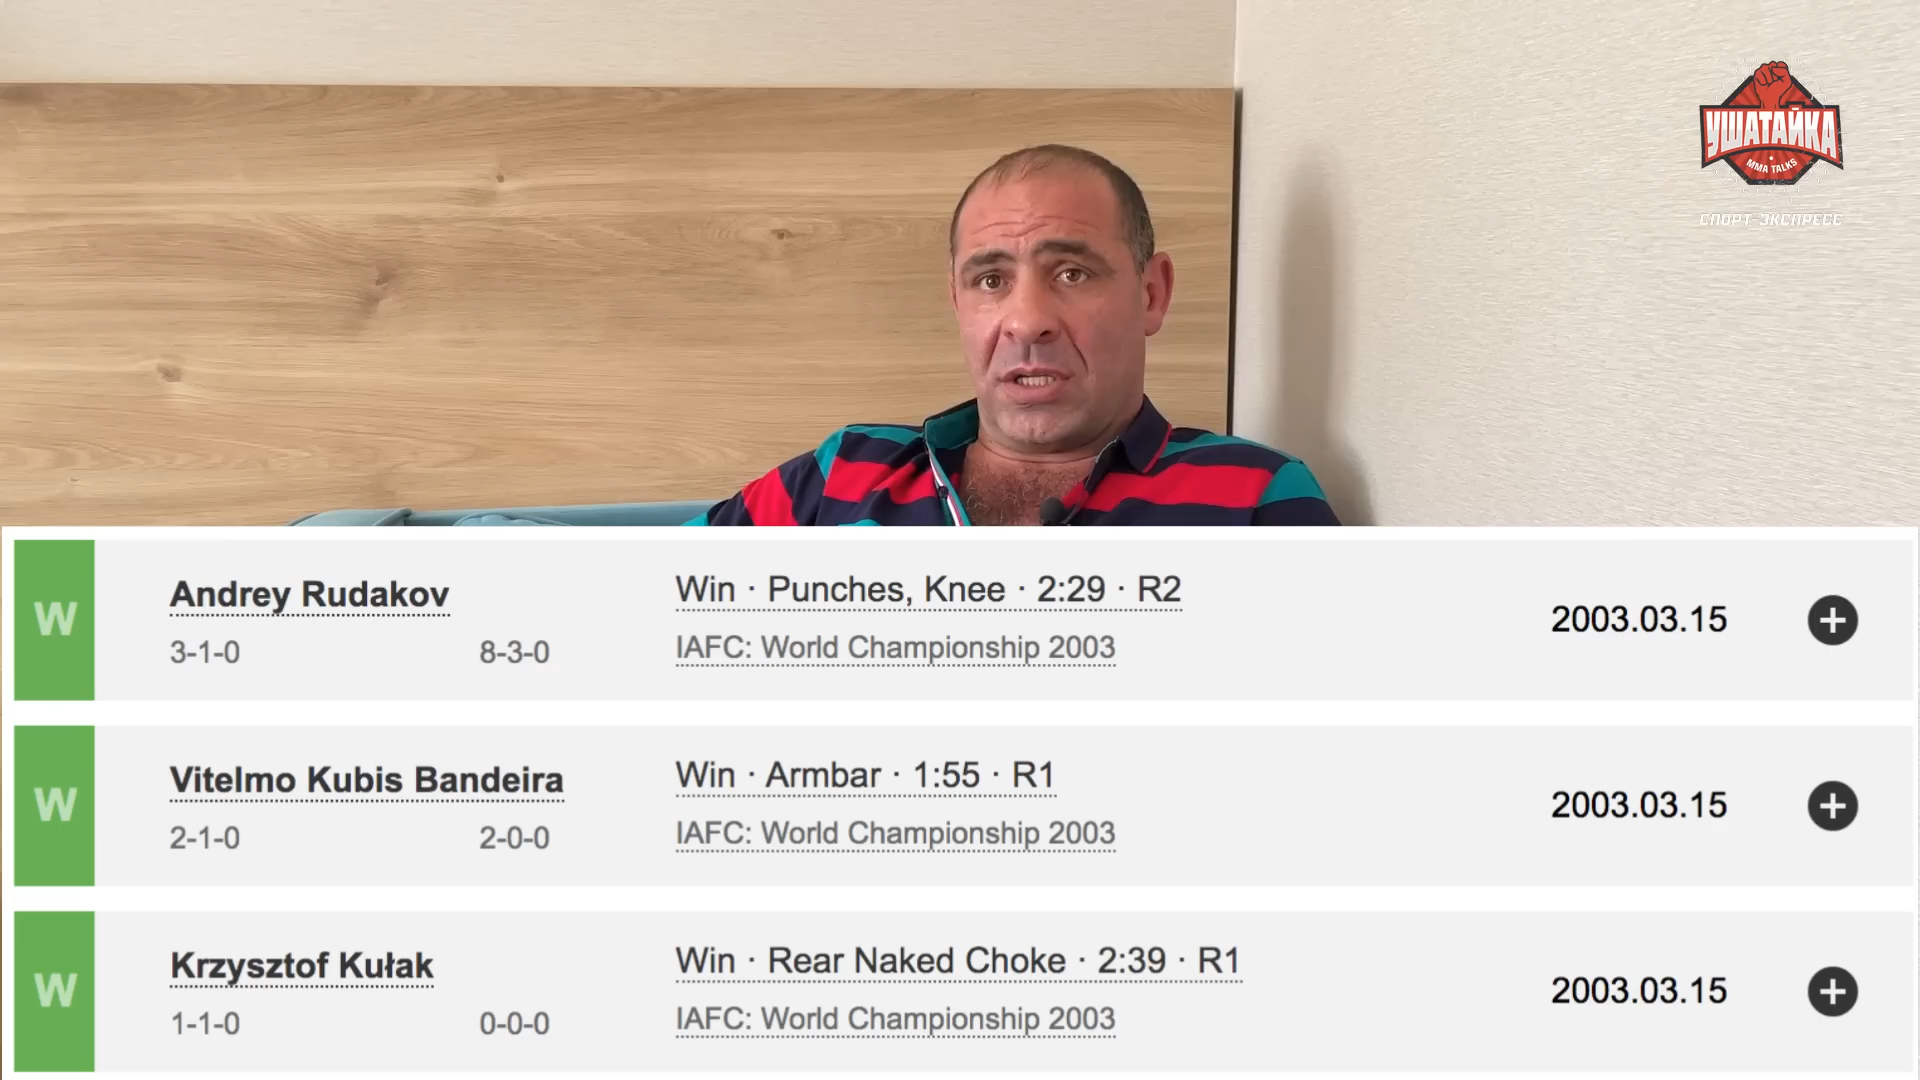 УШАТАЙКА
MMA TALKS
СПОРТ-ЭКСПРЕСС
W
Andrey Rudakov
3-1-0 8-3-0
Win · Punches, Knee · 2:29 · R2
IAFC: World Championship 2003
2003.03.15
W
Vitelmo Kubis Bandeira
2-1-0 2-0-0
Win · Armbar · 1:55 · R1
IAFC: World Championship 2003
2003.03.15
W
Krzysztof Kułak
1-1-0 0-0-0
Win · Rear Naked Choke · 2:39 · R1
IAFC: World Championship 2003
2003.03.15